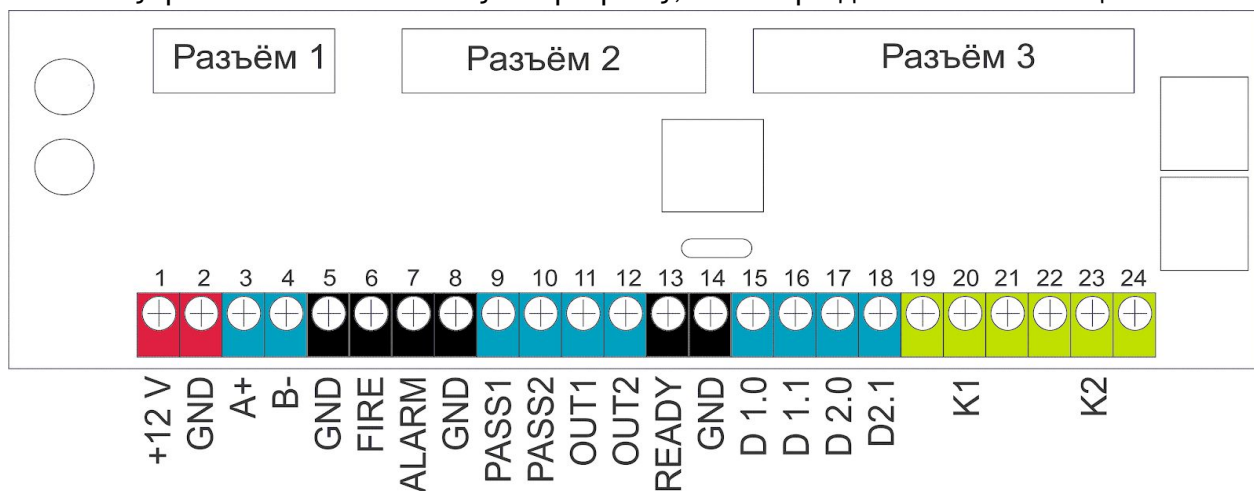 Разъём 1 Разъём 2 Разъём 3
1 2 3 4 5 6 7 8 9 10 11 12 13 14 15 16 17 18 19 20 21 22 23 24
+12 V GND A+ B- GND FIRE ALARM GND PASS1 PASS2 OUT1 OUT2 READY GND D 1.0 D 1.1 D 2.0 D2.1 K1 K2